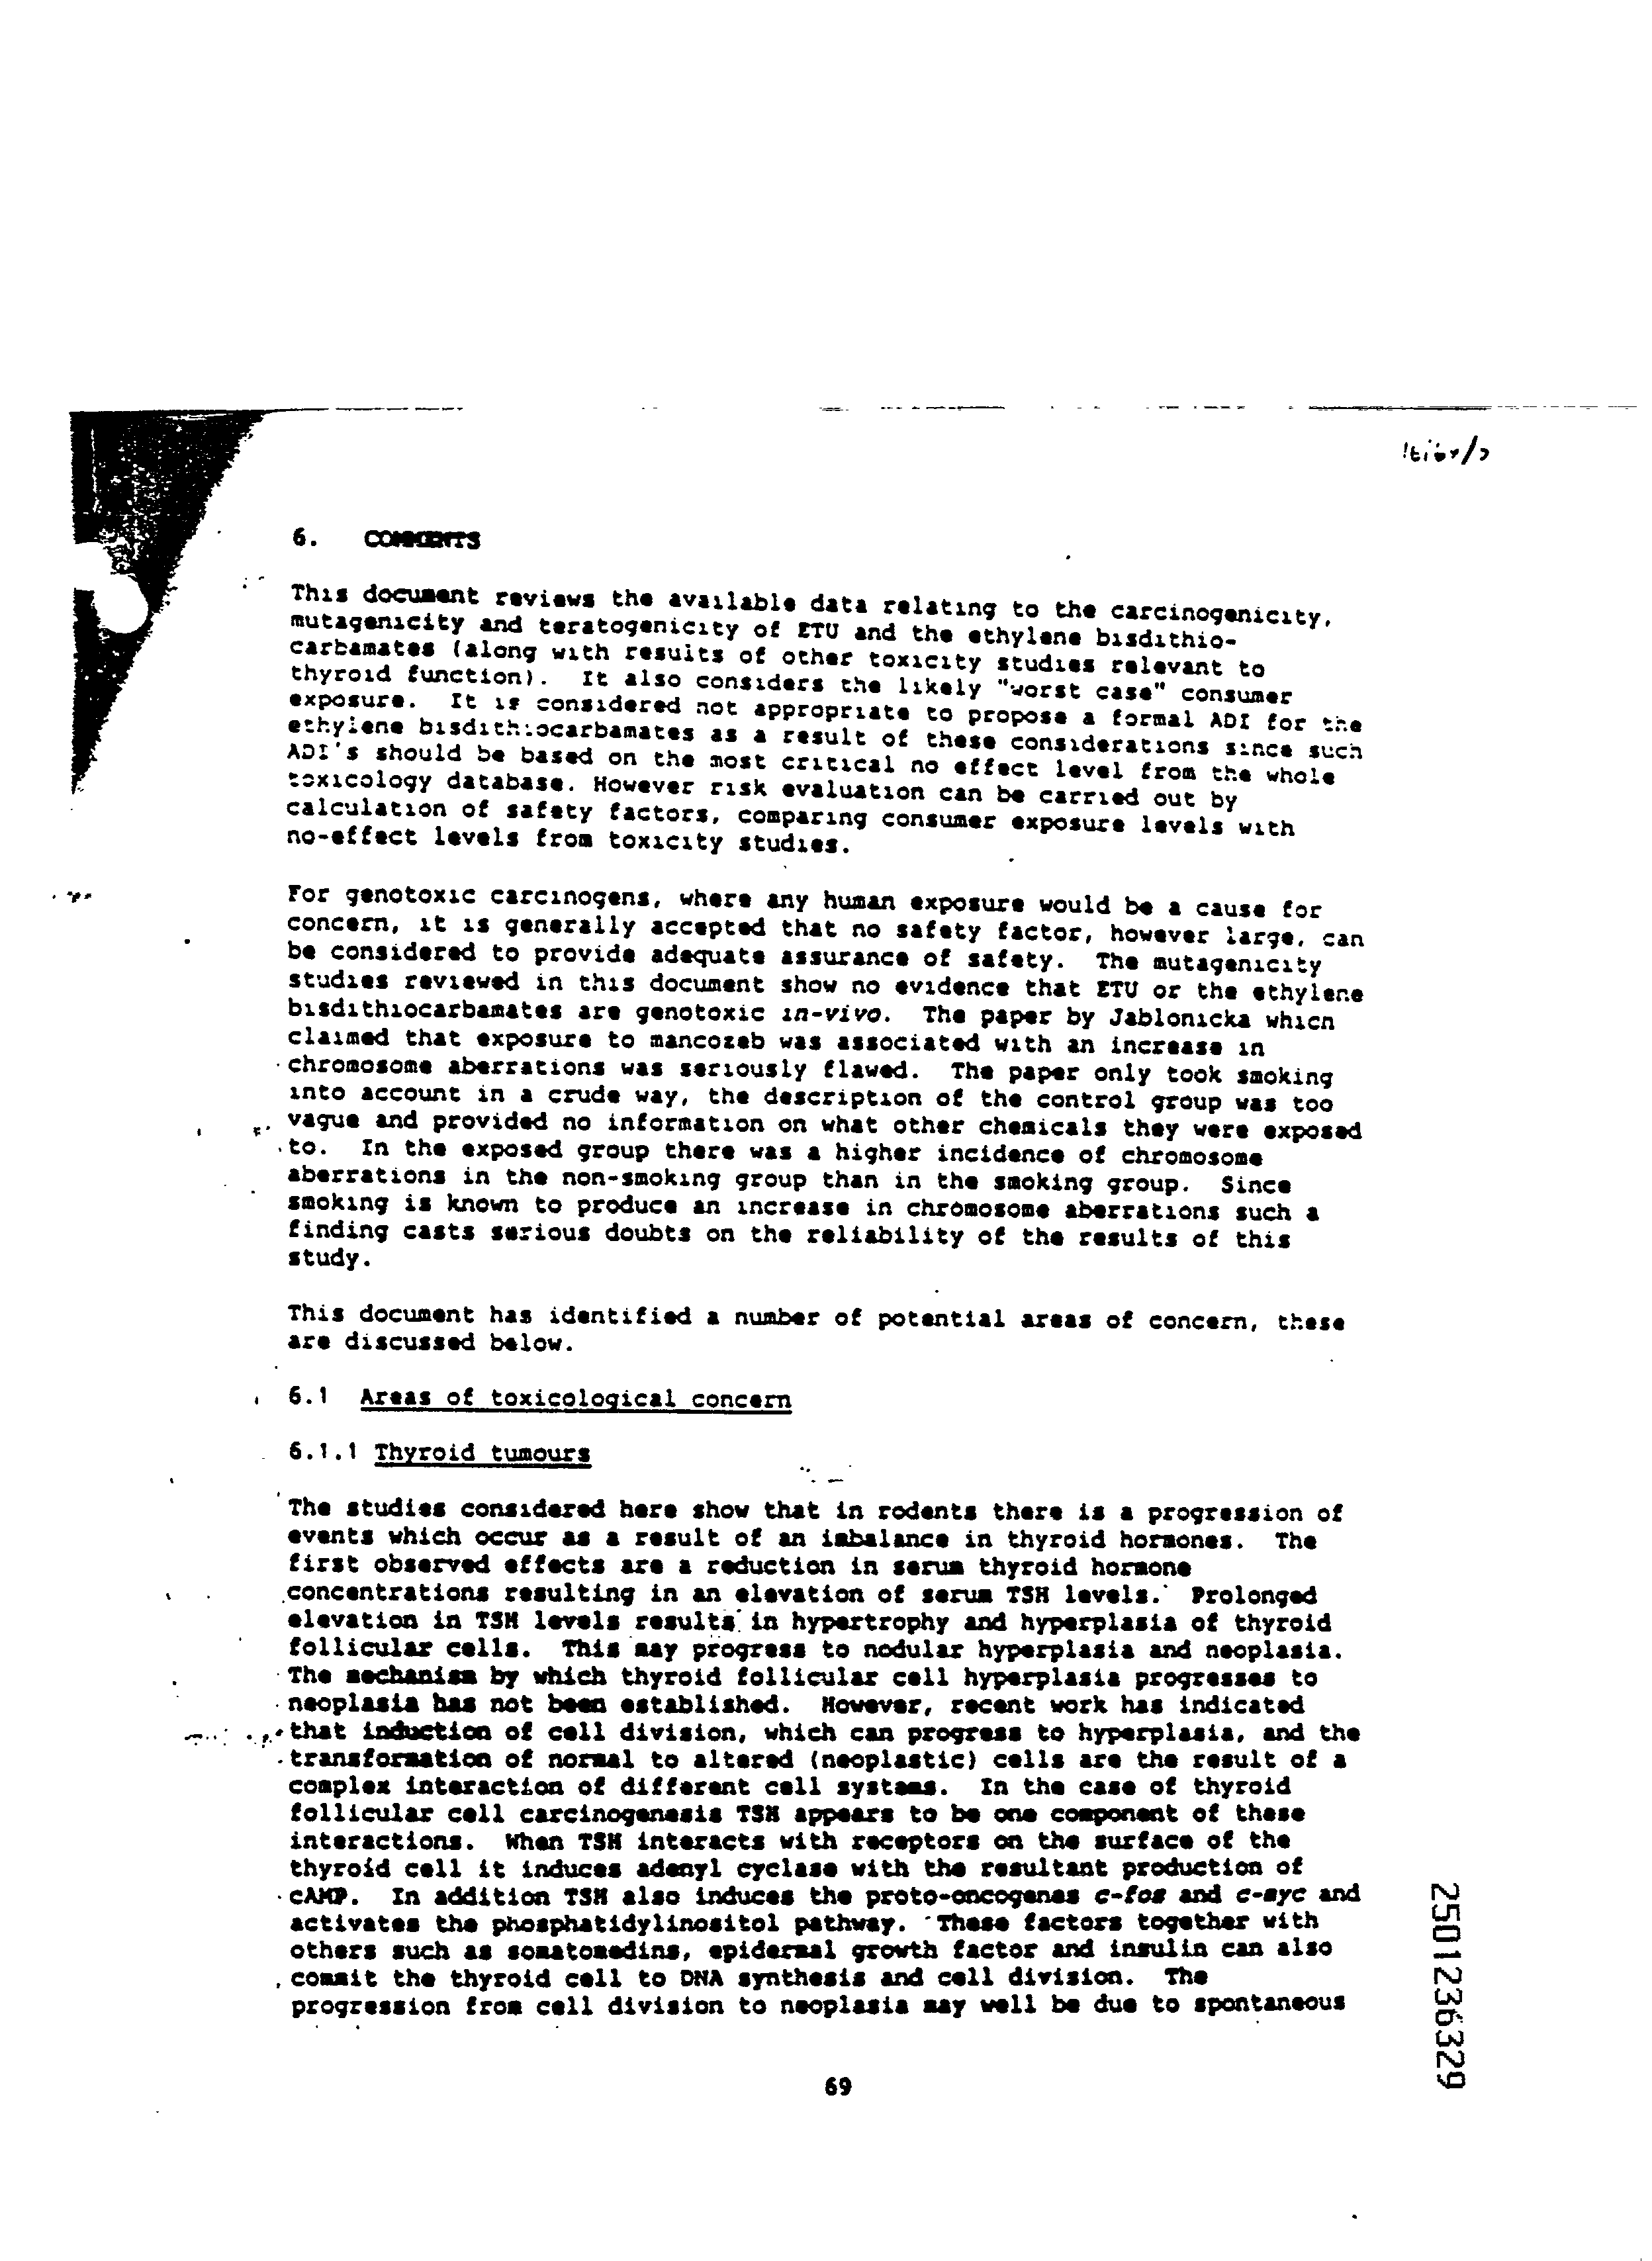 6. COMMENTS
This document reviews the available data relating to the carcinogenicity,
mutagenicity and teratogenicity of ETU and the ethylene bisdithio-
carbamates (along with results of other toxicity studies relevant to
thyroid function). It also considers the likely "worst case" consumer
exposure. It is considered not appropriate to propose a formal ADI for the
ethylene bisdithiocarbamates as a result of these considerations since such
ADI's should be based on the most critical no effect level from the whole
toxicology database. However risk evaluation can be carried out by
calculation of safety factors, comparing consumer exposure levels with
no-effect levels from toxicity studies.
For genotoxic carcinogens, where any human exposure would be a cause for
concern, it is generally accepted that no safety factor, however large, can
be considered to provide adequate assurance of safety. The mutagenicity
studies reviewed in this document show no evidence that ETU or the ethylene
bisdithiocarbamates are genotoxic in-vivo. The paper by Jablonicka which
claimed that exposure to mancozeb was associated with an increase in
chromosome aberrations was seriously flawed. The paper only took smoking
into account in a crude way, the description of the control group was too
vague and provided no information on what other chemicals they were exposed
to. In the exposed group there was a higher incidence of chromosome
aberrations in the non-smoking group than in the smoking group. Since
smoking is known to produce an increase in chromosome aberrations such a
finding casts serious doubts on the reliability of the results of this
study.
This document has identified a number of potential areas of concern, these
are discussed below.
6.1 Areas of toxicological concern
6.1.1 Thyroid tumours
The studies considered here show that in rodents there is a progression of
events which occur as a result of an imbalance in thyroid hormones. The
first observed effects are a reduction in serum thyroid hormone
concentrations resulting in an elevation of serum TSH levels. Prolonged
elevation in TSH levels results in hypertrophy and hyperplasia of thyroid
follicular cells. This may progress to nodular hyperplasia and neoplasia.
The mechanism by which thyroid follicular cell hyperplasia progresses to
neoplasia has not been established. However, recent work has indicated
that induction of cell division, which can progress to hyperplasia, and the
transformation of normal to altered (neoplastic) cells are the result of a
complex interaction of different cell systems. In the case of thyroid
follicular cell carcinogenesis TSH appears to be one component of these
interactions. When TSH interacts with receptors on the surface of the
thyroid cell it induces adenyl cyclase with the resultant production of
cAMP. In addition TSH also induces the proto-oncogenes c-fos and c-myc and
activates the phosphatidylinositol pathway. These factors together with
others such as somatomedins, epidermal growth factor and insulin can also
commit the thyroid cell to DNA synthesis and cell division. The
progression from cell division to neoplasia may well be due to spontaneous
69
2501236329